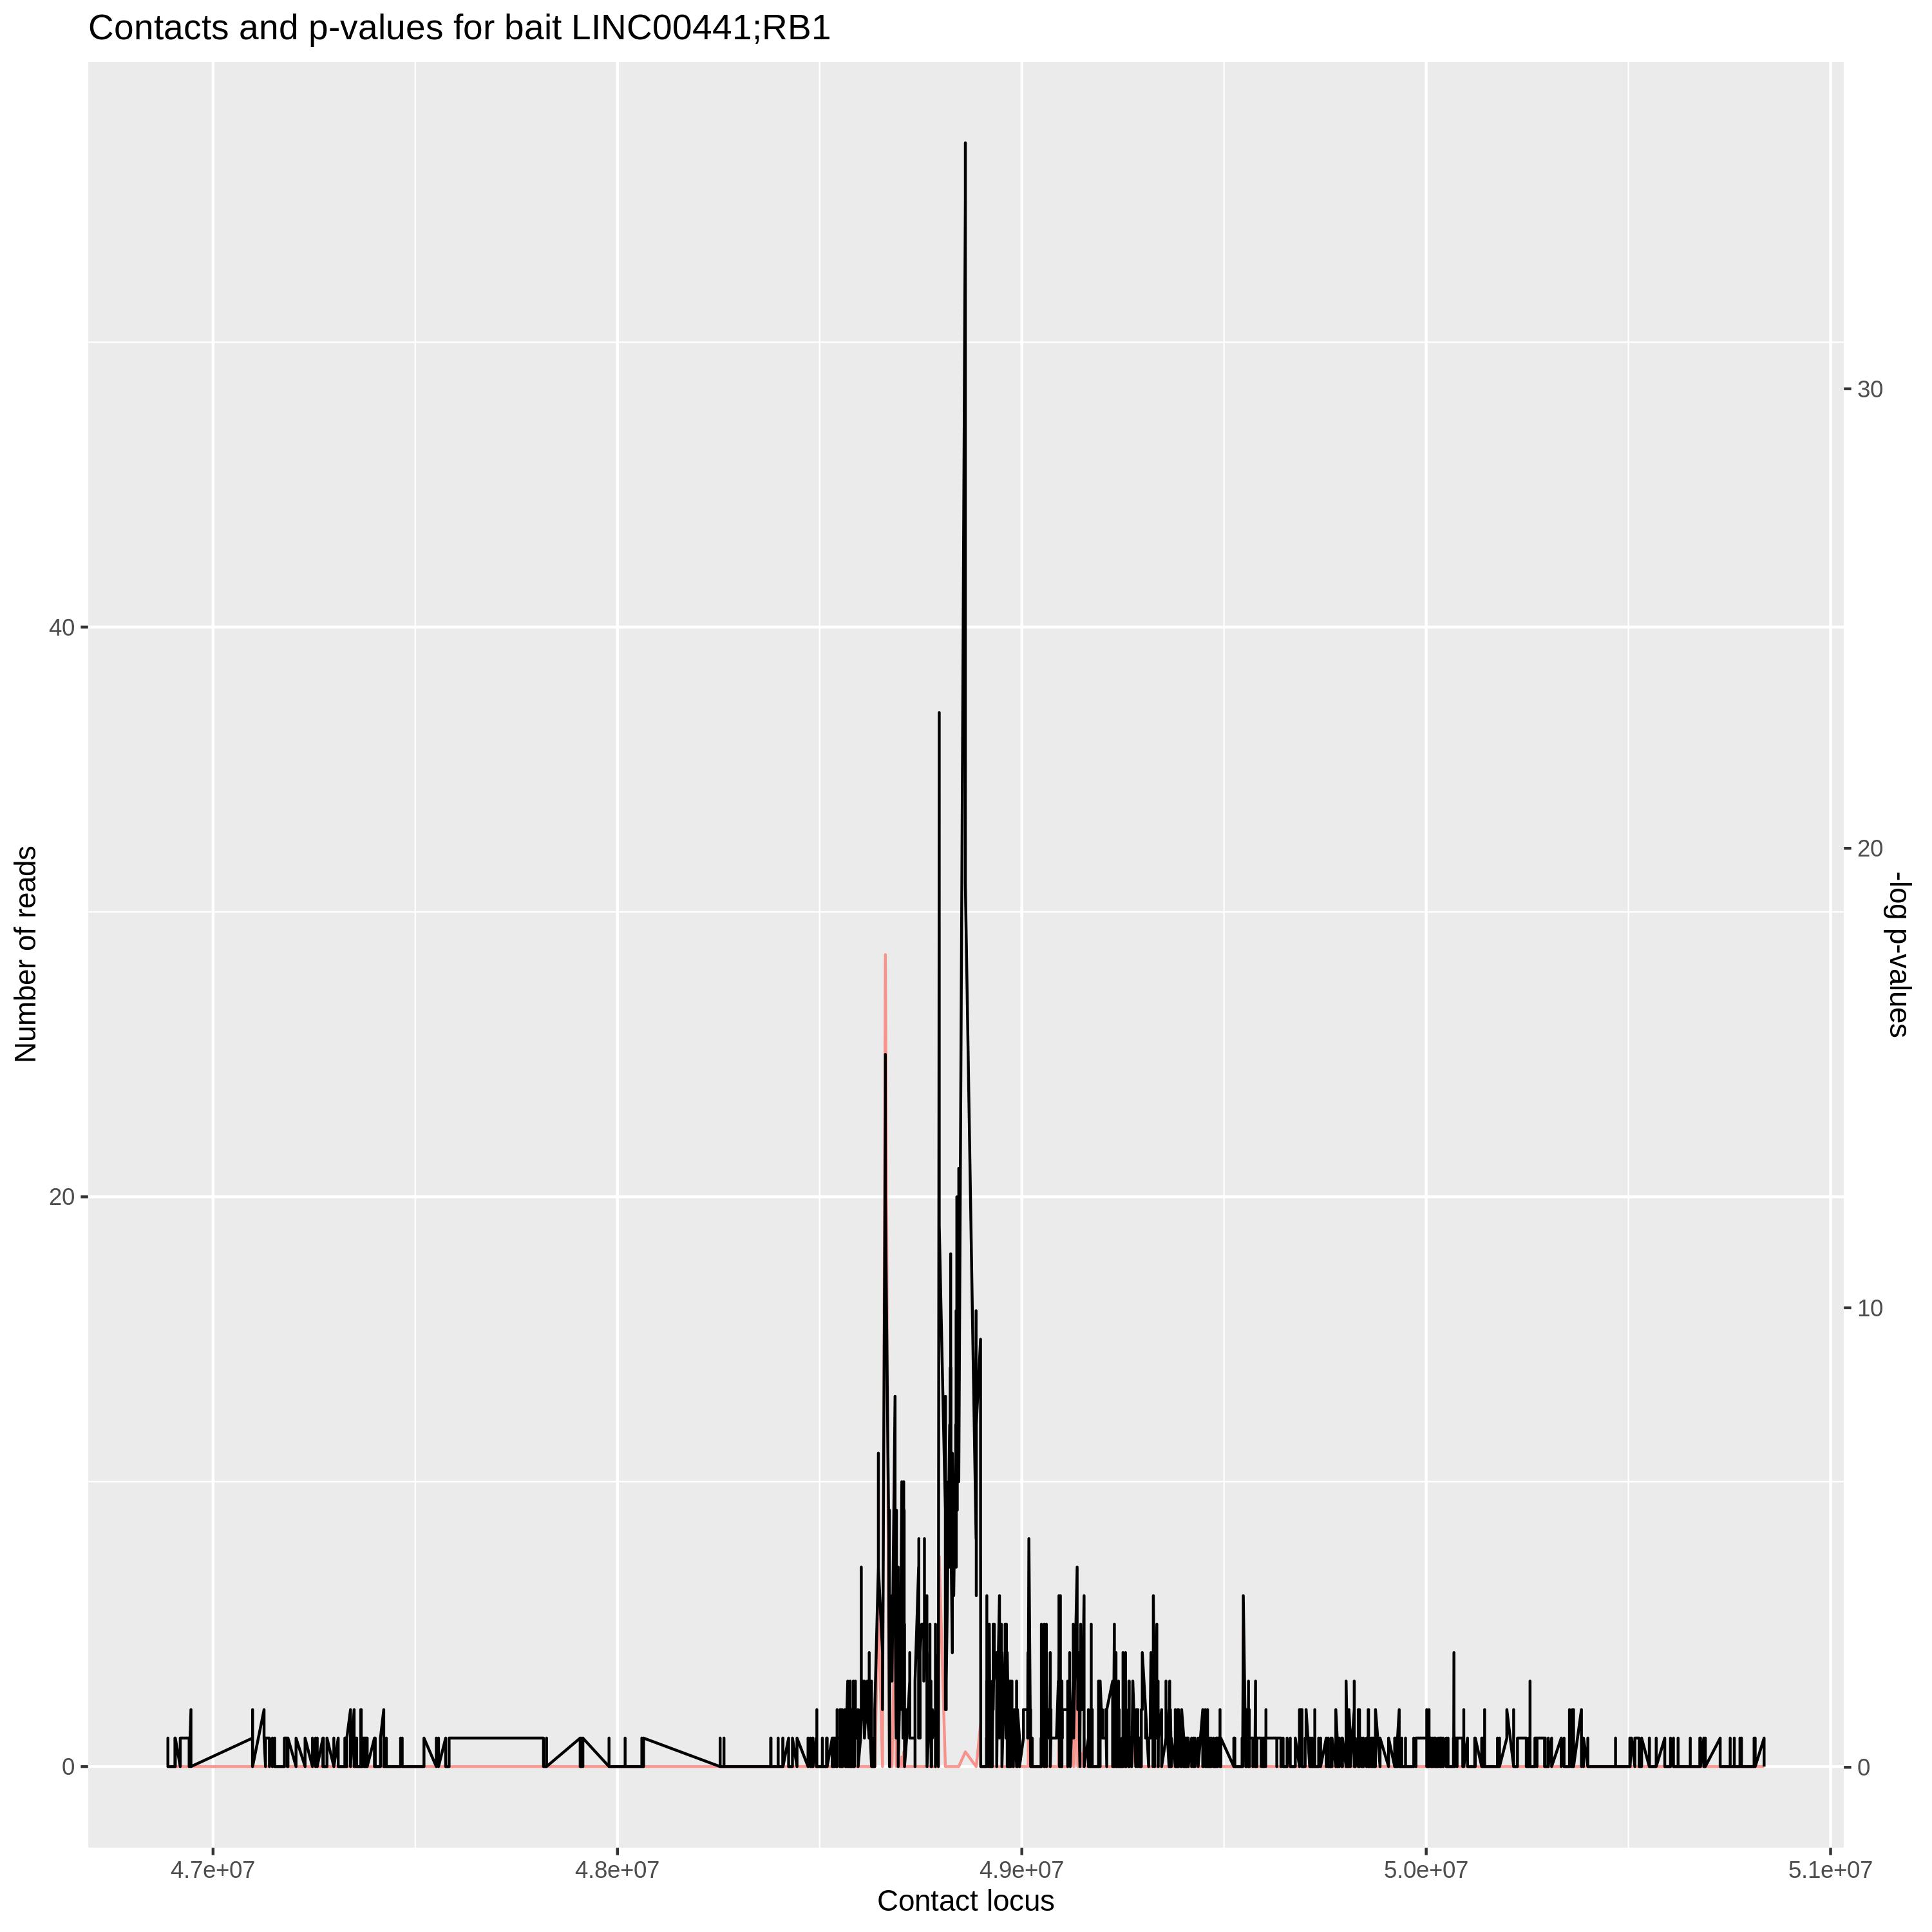 Contacts and p-values for bait LINC00441;RB1
Number of reads
40
20
0
30
20
10
0
-log p-values
4.7e+07
4.8e+07
4.9e+07
5.0e+07
5.1e+07
Contact locus